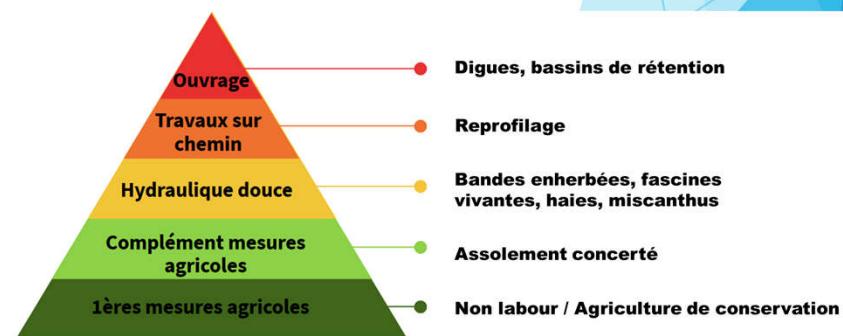 Ouvrage
Digues, bassins de rétention
Travaux sur
chemin
Reprofilage
Hydraulique douce
Bandes enherbées, fascines
vivantes, haies, miscanthus
Complément mesures
agricoles
Assolement concerté
1ères mesures agricoles
Non labour / Agriculture de conservation